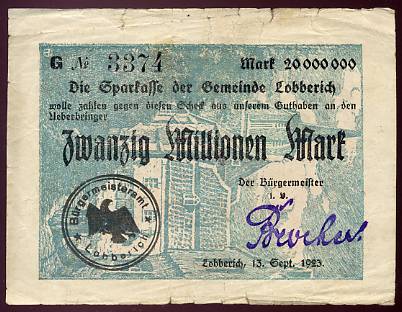 G № 3374 Mark 20000000
Die Sparkasse der Gemeinde Lobberich
wolle zahlen gegen diesen Scheck aus unserem Guthaben an den
Ueberbringer
Zwanzig Millionen Mark
Der Bürgermeister
i. V.
Brocher
Bürgermeisteramt
* Lobberich *
Lobberich, 13. Sept. 1923.